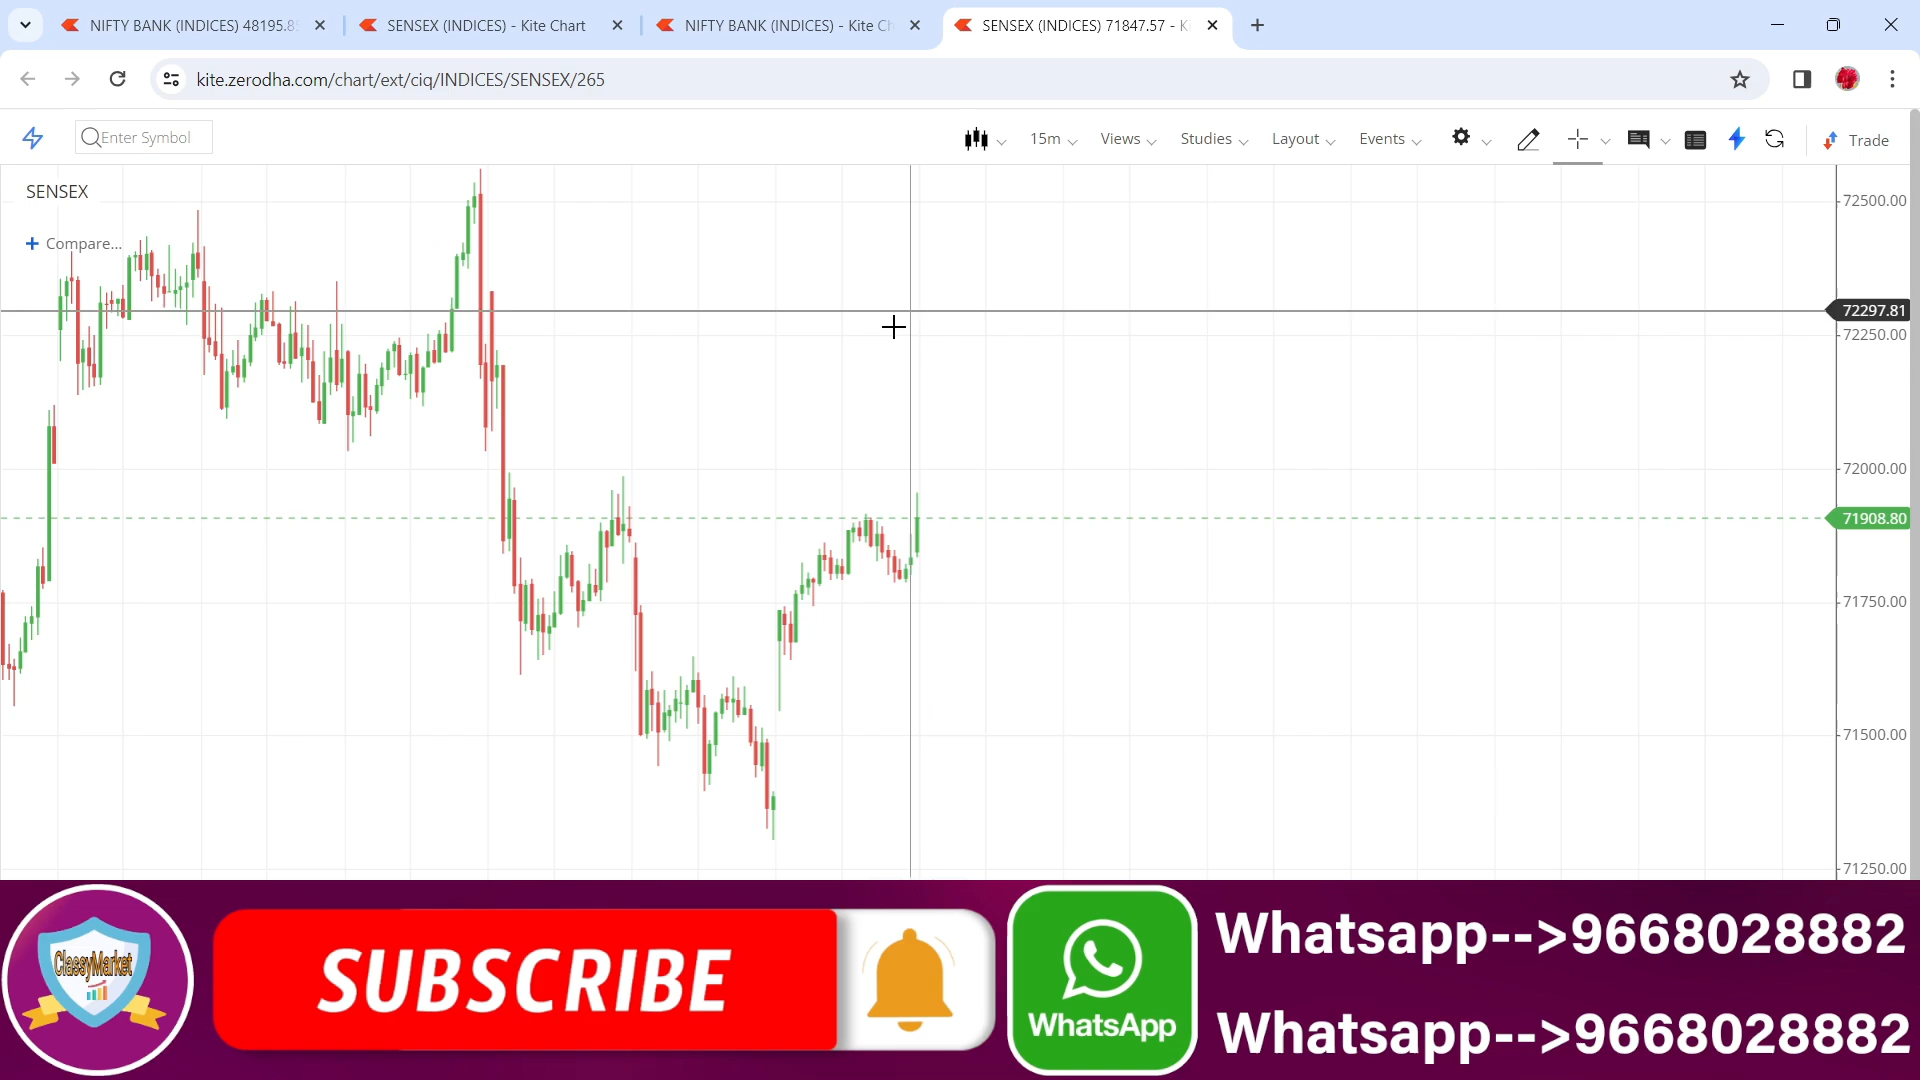 NIFTY BANK (INDICES) 48195.8
SENSEX (INDICES) - Kite Chart
NIFTY BANK (INDICES) - Kite Ch
SENSEX (INDICES) 71847.57 - K
kite.zerodha.com/chart/ext/ciq/INDICES/SENSEX/265
Enter Symbol
15m
Views
Studies
Layout
Events
Trade
SENSEX
Compare...
72500.00
72297.81
72250.00
72000.00
71908.80
71750.00
71500.00
71250.00
ClassyMarket
SUBSCRIBE
WhatsApp
Whatsapp-->9668028882
Whatsapp-->9668028882